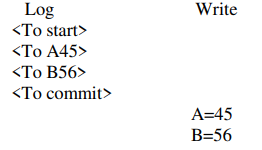 Log Write
<To start>
<To A45>
<To B56>
<To commit>
A=45
B=56